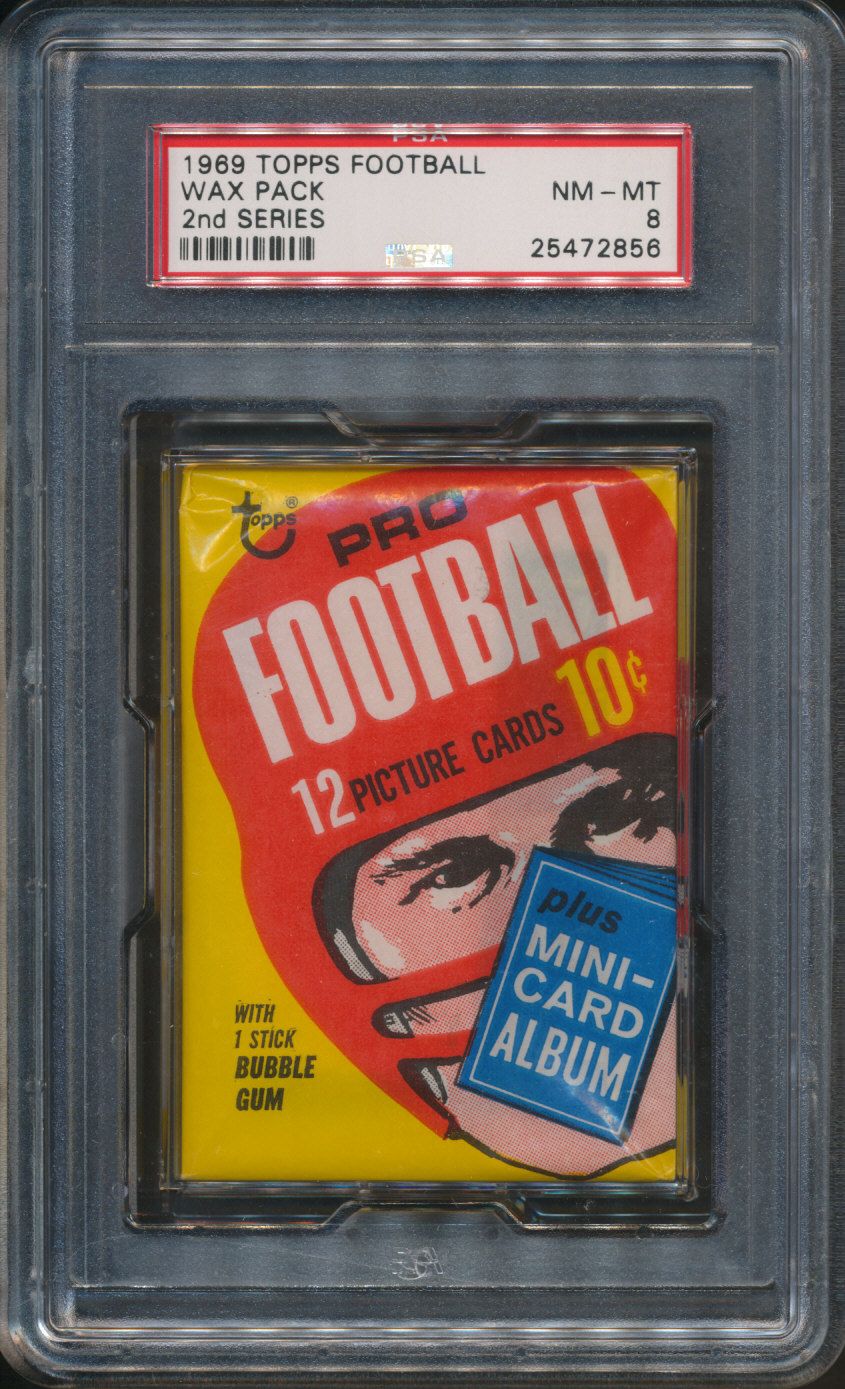 PSA
1969 TOPPS FOOTBALL
WAX PACK NM-MT
2nd SERIES 8
PSA 25472856
topps®
PRO
FOOTBALL
12 PICTURE CARDS 10¢
plus
MINI-
CARD
ALBUM
WITH
1 STICK
BUBBLE
GUM